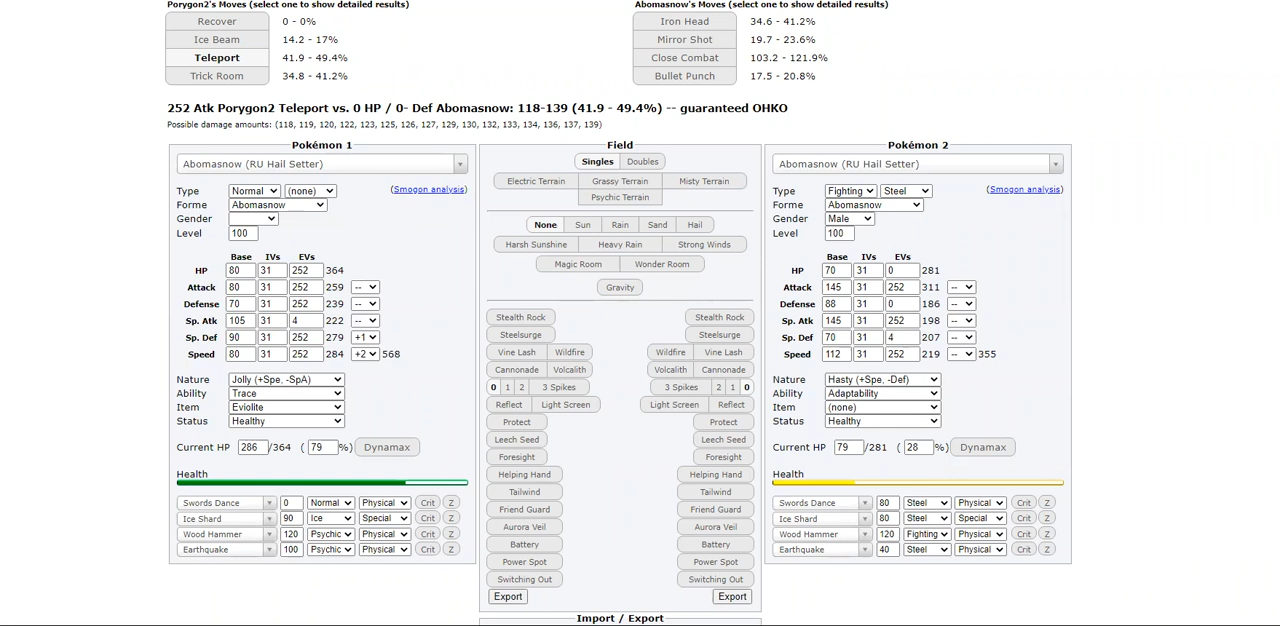 Porygon2's Moves (select one to show detailed results)
Abomasnow's Moves (select one to show detailed results)
Recover 0 - 0%
Iron Head 34.6 - 41.2%
Ice Beam 14.2 - 17%
Mirror Shot 19.7 - 23.6%
Teleport 41.9 - 49.4%
Close Combat 103.2 - 121.9%
Trick Room 34.8 - 41.2%
Bullet Punch 17.5 - 20.8%
252 Atk Porygon2 Teleport vs. 0 HP / 0- Def Abomasnow: 118-139 (41.9 - 49.4%) -- guaranteed OHKO
Possible damage amounts: (118, 119, 120, 122, 123, 125, 126, 127, 129, 130, 132, 133, 134, 136, 137, 139)
Pokémon 1
Abomasnow (RU Hail Setter)
Type Normal (none) (Smogon analysis)
Forme Abomasnow
Gender
Level 100
Base IVs EVs
HP 80 31 252 364
Attack 80 31 252 259 --
Defense 70 31 252 239 --
Sp. Atk 105 31 4 222 --
Sp. Def 90 31 252 279 +1
Speed 80 31 252 284 +2 568
Nature Jolly (+Spe, -SpA)
Ability Trace
Item Eviolite
Status Healthy
Current HP 286 /364 ( 79 %) Dynamax
Health
Swords Dance 0 Normal Physical Crit Z
Ice Shard 90 Ice Special Crit Z
Wood Hammer 120 Psychic Physical Crit Z
Earthquake 100 Psychic Physical Crit Z
Field
Singles Doubles
Electric Terrain Grassy Terrain Misty Terrain
Psychic Terrain
None Sun Rain Sand Hail
Harsh Sunshine Heavy Rain Strong Winds
Magic Room Wonder Room
Gravity
Stealth Rock Stealth Rock
Steelsurge Steelsurge
Vine Lash Wildfire Wildfire Vine Lash
Cannonade Volcalith Volcalith Cannonade
0 1 2 3 Spikes 3 Spikes 2 1 0
Reflect Light Screen Light Screen Reflect
Protect Protect
Leech Seed Leech Seed
Foresight Foresight
Helping Hand Helping Hand
Tailwind Tailwind
Friend Guard Friend Guard
Aurora Veil Aurora Veil
Battery Battery
Power Spot Power Spot
Switching Out Switching Out
Export Export
Import / Export
Pokémon 2
Abomasnow (RU Hail Setter)
Type Fighting Steel (Smogon analysis)
Forme Abomasnow
Gender Male
Level 100
Base IVs EVs
HP 70 31 0 281
Attack 145 31 252 311 --
Defense 88 31 0 186 --
Sp. Atk 145 31 252 198 --
Sp. Def 70 31 4 207 --
Speed 112 31 252 219 -- 355
Nature Hasty (+Spe, -Def)
Ability Adaptability
Item (none)
Status Healthy
Current HP 79 /281 ( 28 %) Dynamax
Health
Swords Dance 80 Steel Physical Crit Z
Ice Shard 80 Steel Special Crit Z
Wood Hammer 120 Fighting Physical Crit Z
Earthquake 40 Steel Physical Crit Z